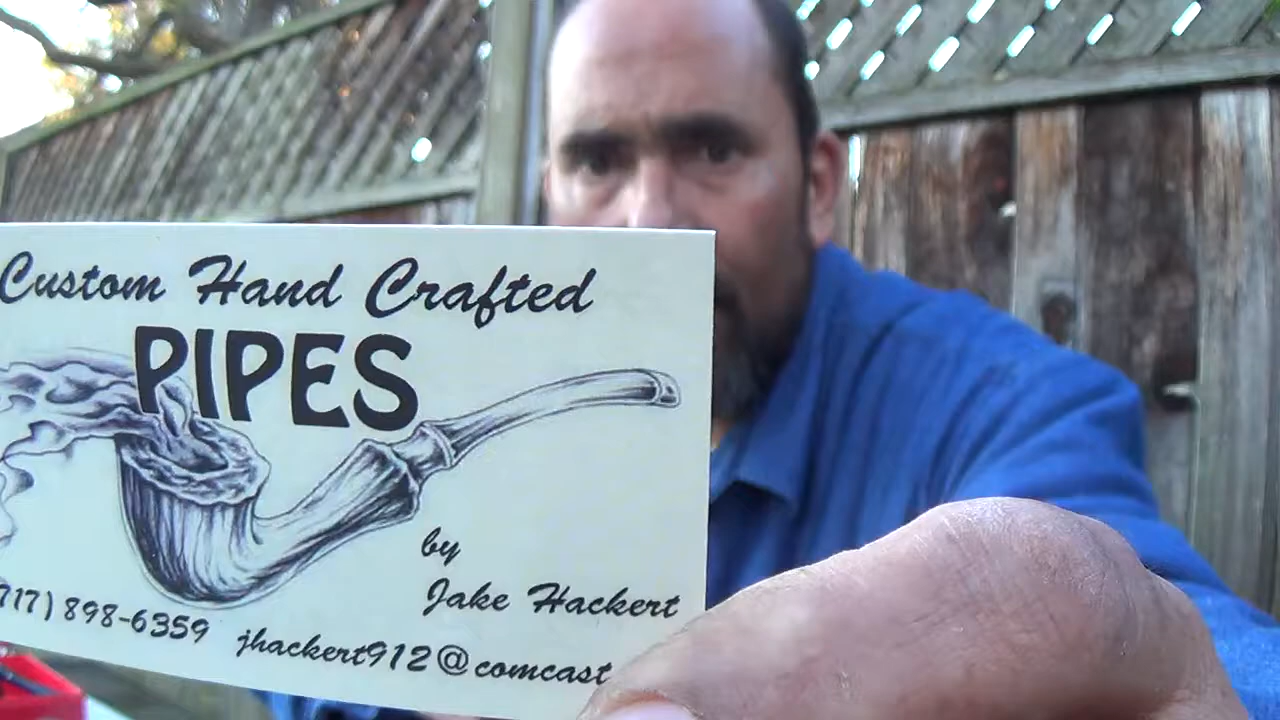 Custom Hand Crafted
PIPES
by
Jake Hackert
717) 898-6359 jhackert912@comcast